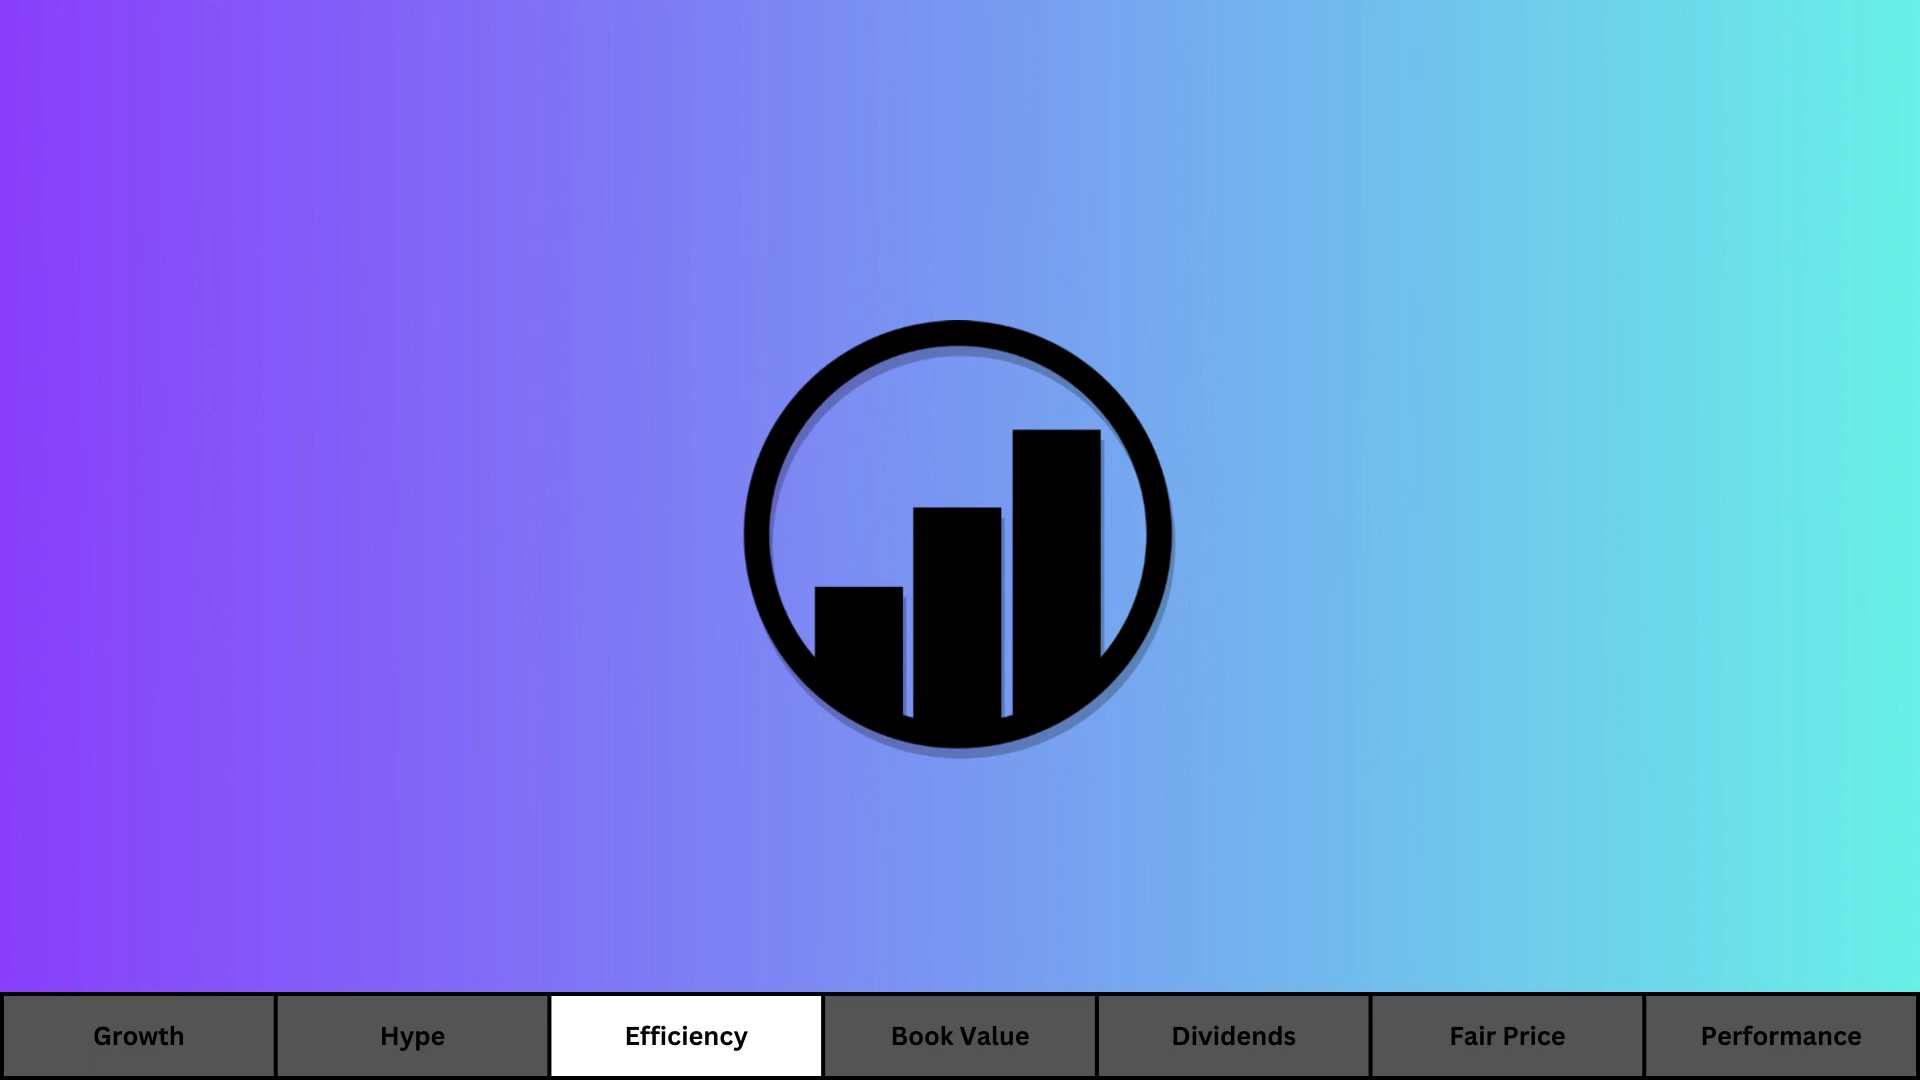 Growth
Hype
Efficiency
Book Value
Dividends
Fair Price
Performance